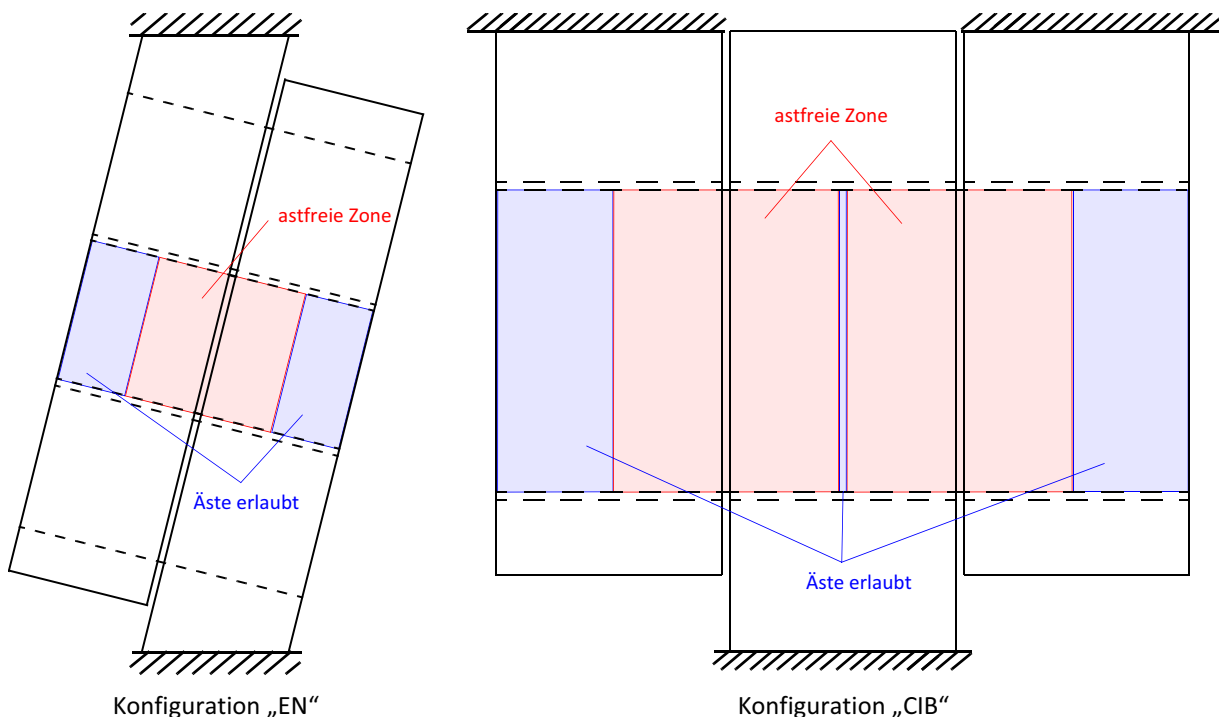 astfreie Zone
Äste erlaubt
Konfiguration „EN“
astfreie Zone
Äste erlaubt
Konfiguration „CIB“